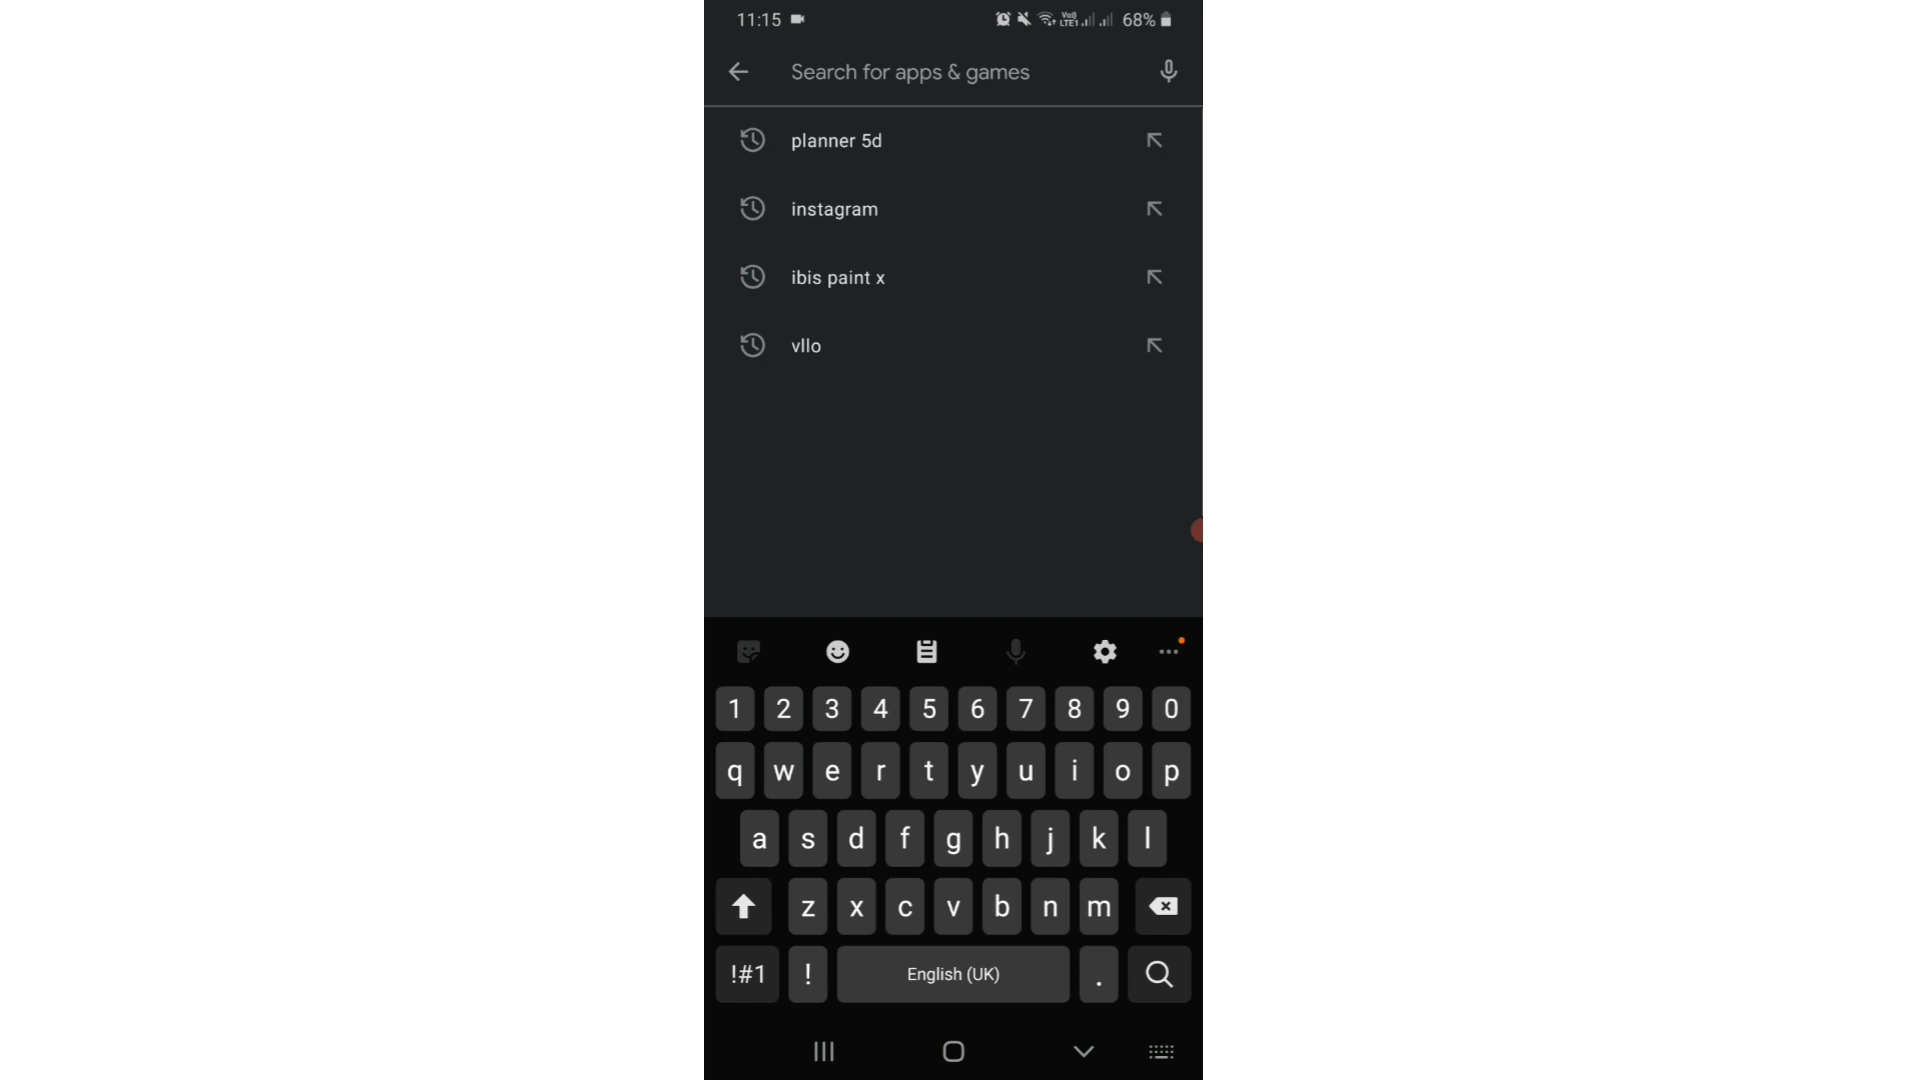 11:15 68%
Search for apps & games
planner 5d
instagram
ibis paint x
vllo
1 2 3 4 5 6 7 8 9 0
q w e r t y u i o p
a s d f g h j k l
z x c v b n m
!#1 ! English (UK) .